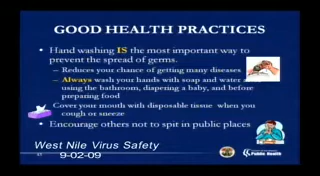 GOOD HEALTH PRACTICES
• Hand washing IS the most important way to
prevent the spread of germs.
– Reduces your chance of getting many diseases
– Always wash your hands with soap and water
using the bathroom, diapering a baby, and before
preparing food
Cover your mouth with disposable tissue when you
cough or sneeze
• Encourage others not to spit in public places
West Nile Virus Safety
9-02-09
Public Health